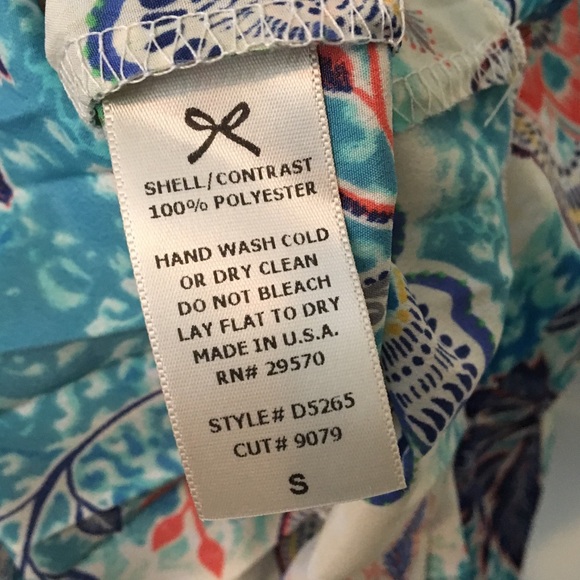 SHELL/CONTRAST
100% POLYESTER
HAND WASH COLD
OR DRY CLEAN
DO NOT BLEACH
LAY FLAT TO DRY
MADE IN U.S.A.
RN# 29570
STYLE# D5265
CUT# 9079
S